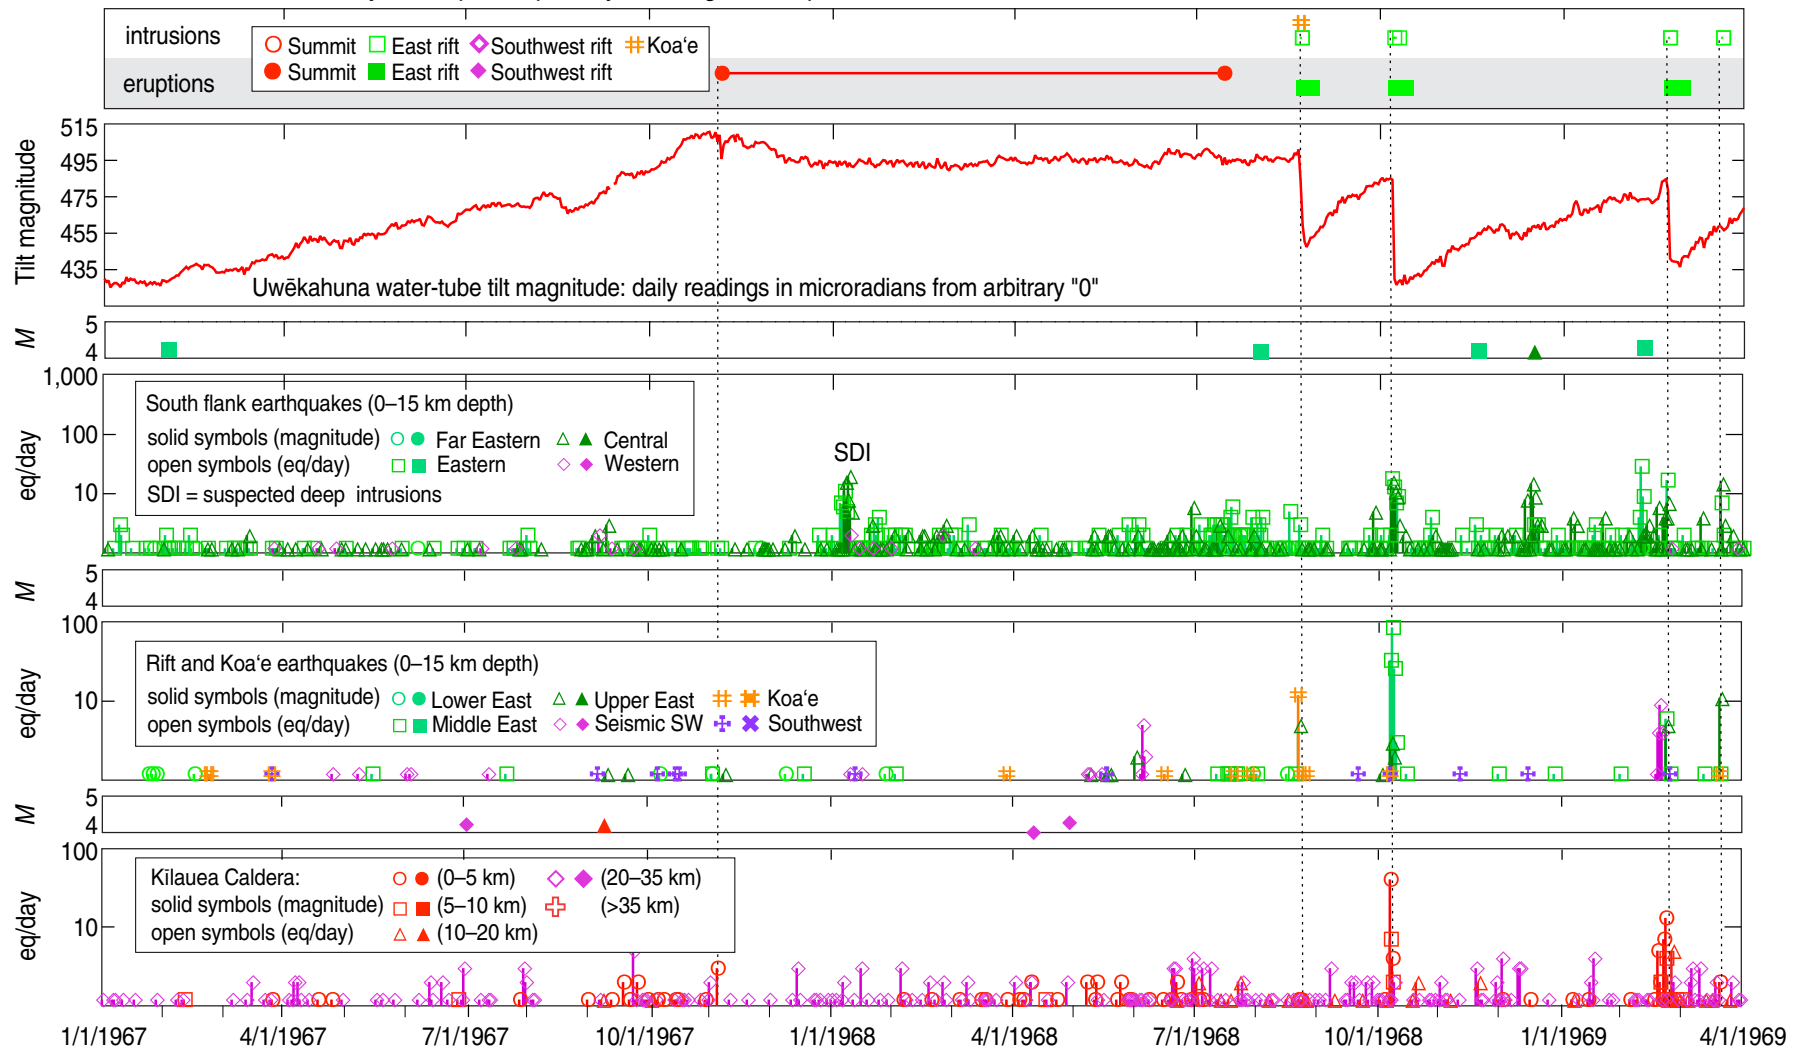 intrusions
eruptions
Summit East rift Southwest rift Koa‘e
Summit East rift Southwest rift
Tilt magnitude
515
495
475
455
435
Uwēkahuna water-tube tilt magnitude: daily readings in microradians from arbitrary "0"
M
5
4
eq/day
1,000
100
10
South flank earthquakes (0–15 km depth)
solid symbols (magnitude) Far Eastern Central
open symbols (eq/day) Eastern Western
SDI = suspected deep intrusions
SDI
M
5
4
eq/day
100
10
Rift and Koa‘e earthquakes (0–15 km depth)
solid symbols (magnitude) Lower East Upper East Koa‘e
open symbols (eq/day) Middle East Seismic SW Southwest
M
5
4
eq/day
100
10
Kīlauea Caldera: (0–5 km) (20–35 km)
solid symbols (magnitude) (5–10 km) (>35 km)
open symbols (eq/day) (10–20 km)
1/1/1967 4/1/1967 7/1/1967 10/1/1967 1/1/1968 4/1/1968 7/1/1968 10/1/1968 1/1/1969 4/1/1969